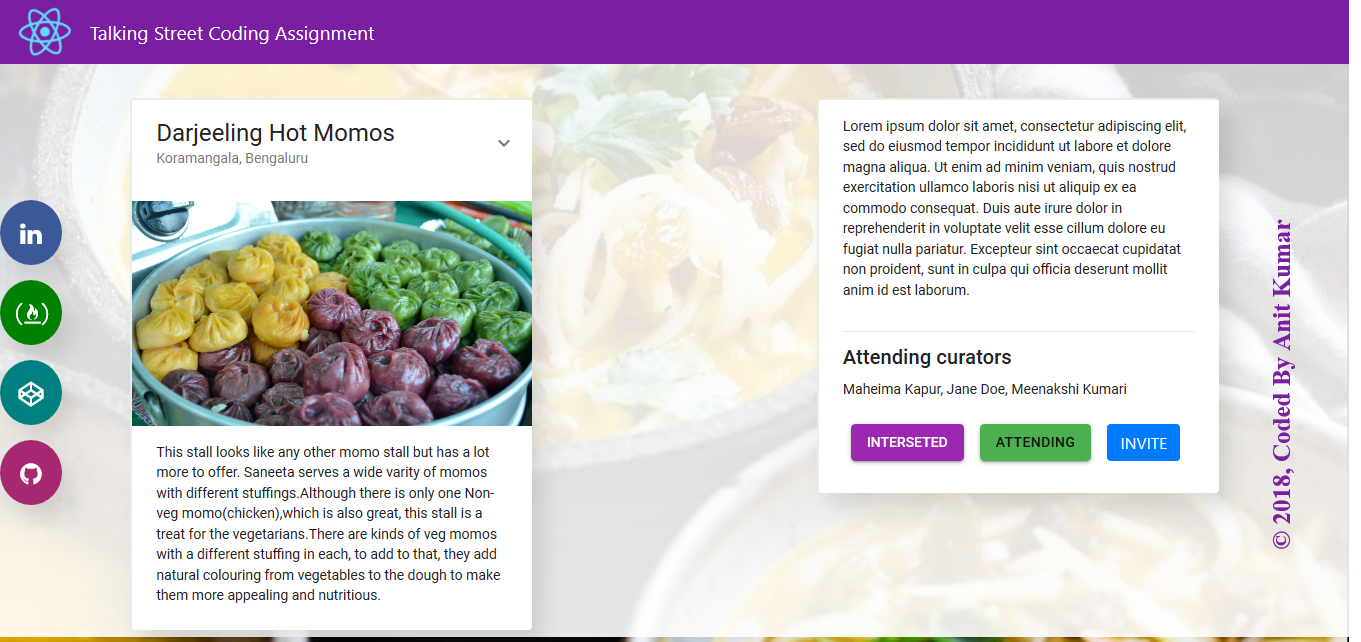 Talking Street Coding Assignment
Darjeeling Hot Momos
Koramangala, Bengaluru
in
This stall looks like any other momo stall but has a lot
more to offer. Saneeta serves a wide varity of momos
with different stuffings.Although there is only one Non-
veg momo(chicken),which is also great, this stall is a
treat for the vegetarians.There are kinds of veg momos
with a different stuffing in each, to add to that, they add
natural colouring from vegetables to the dough to make
them more appealing and nutritious.
Lorem ipsum dolor sit amet, consectetur adipiscing elit,
sed do eiusmod tempor incididunt ut labore et dolore
magna aliqua. Ut enim ad minim veniam, quis nostrud
exercitation ullamco laboris nisi ut aliquip ex ea
commodo consequat. Duis aute irure dolor in
reprehenderit in voluptate velit esse cillum dolore eu
fugiat nulla pariatur. Excepteur sint occaecat cupidatat
non proident, sunt in culpa qui officia deserunt mollit
anim id est laborum.
Attending curators
Maheima Kapur, Jane Doe, Meenakshi Kumari
INTERSETED ATTENDING INVITE
© 2018, Coded By Anit Kumar